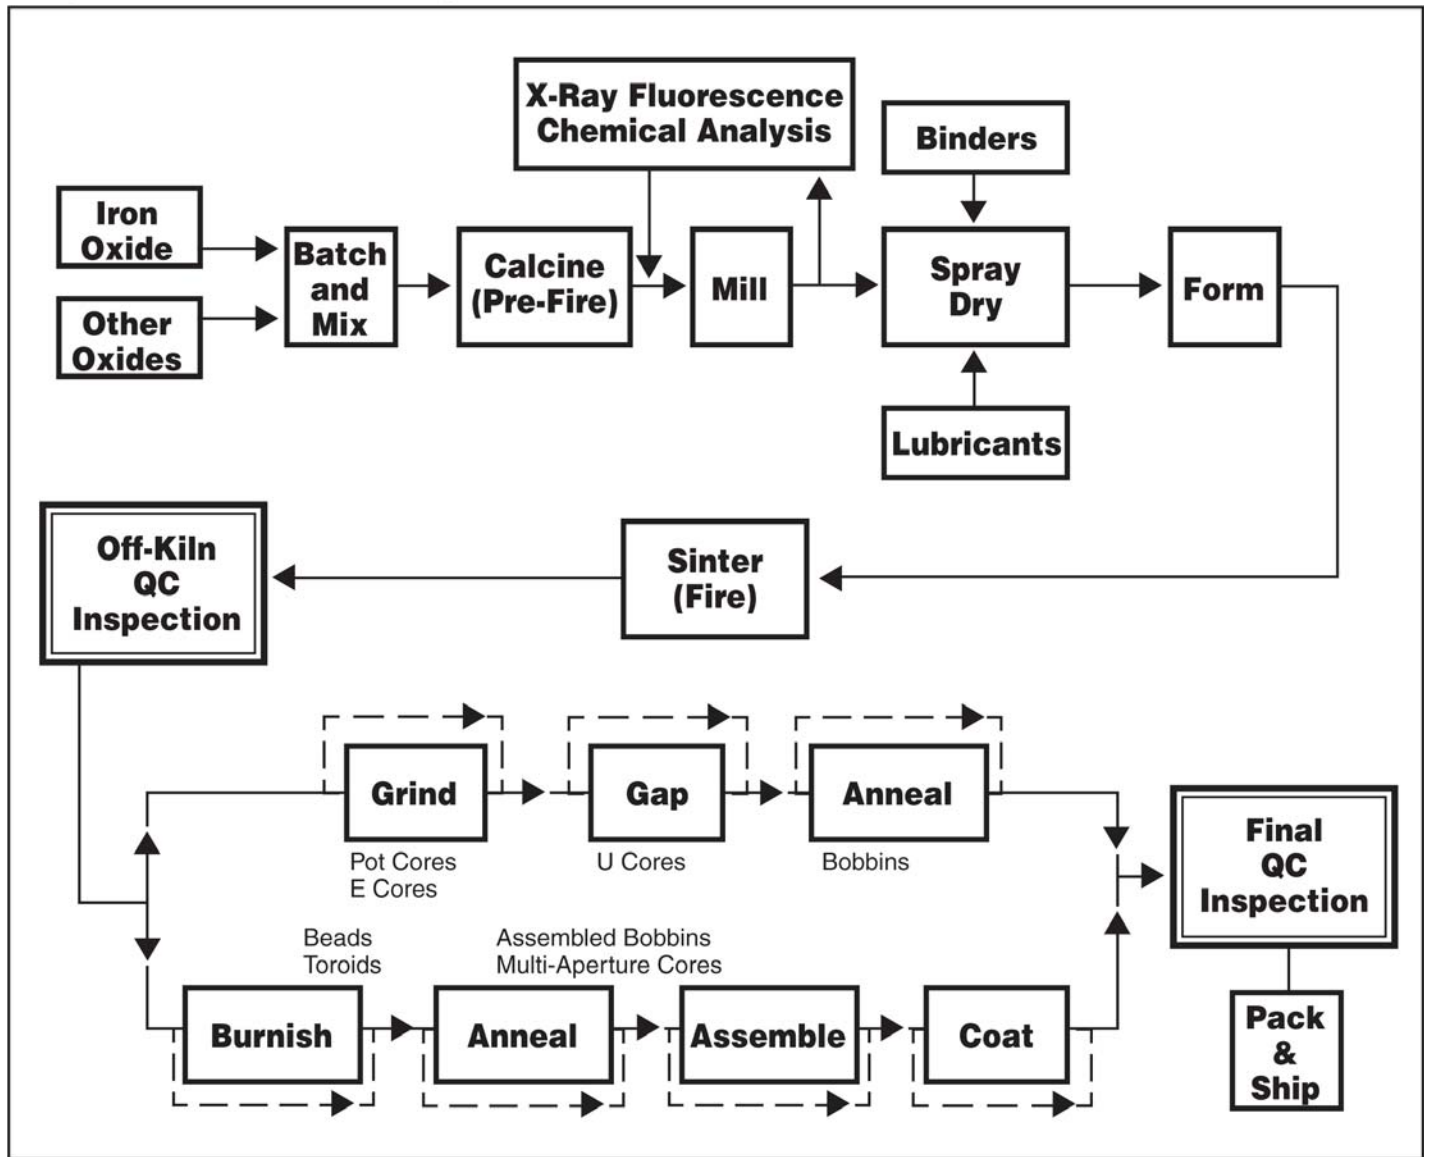 X-Ray Fluorescence
Chemical Analysis
Binders
Iron
Oxide
Other
Oxides
Batch
and
Mix
Calcine
(Pre-Fire)
Mill
Spray
Dry
Form
Lubricants
Off-Kiln
QC
Inspection
Sinter
(Fire)
Grind
Pot Cores
E Cores
Gap
U Cores
Anneal
Bobbins
Final
QC
Inspection
Beads
Toroids
Assembled Bobbins
Multi-Aperture Cores
Burnish
Anneal
Assemble
Coat
Pack
&
Ship